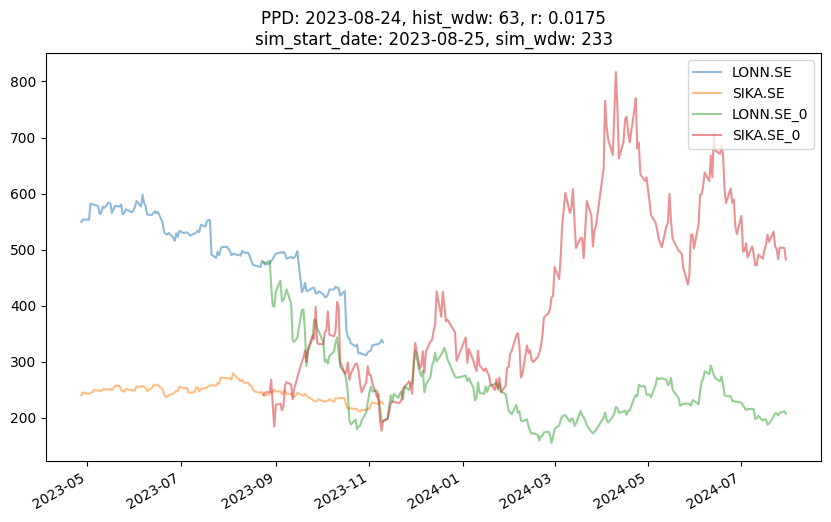 PPD: 2023-08-24, hist_wdw: 63, r: 0.0175
sim_start_date: 2023-08-25, sim_wdw: 233
LONN.SE
SIKA.SE
LONN.SE_0
SIKA.SE_0
800
700
600
500
400
300
200
2023-05
2023-07
2023-09
2023-11
2024-01
2024-03
2024-05
2024-07